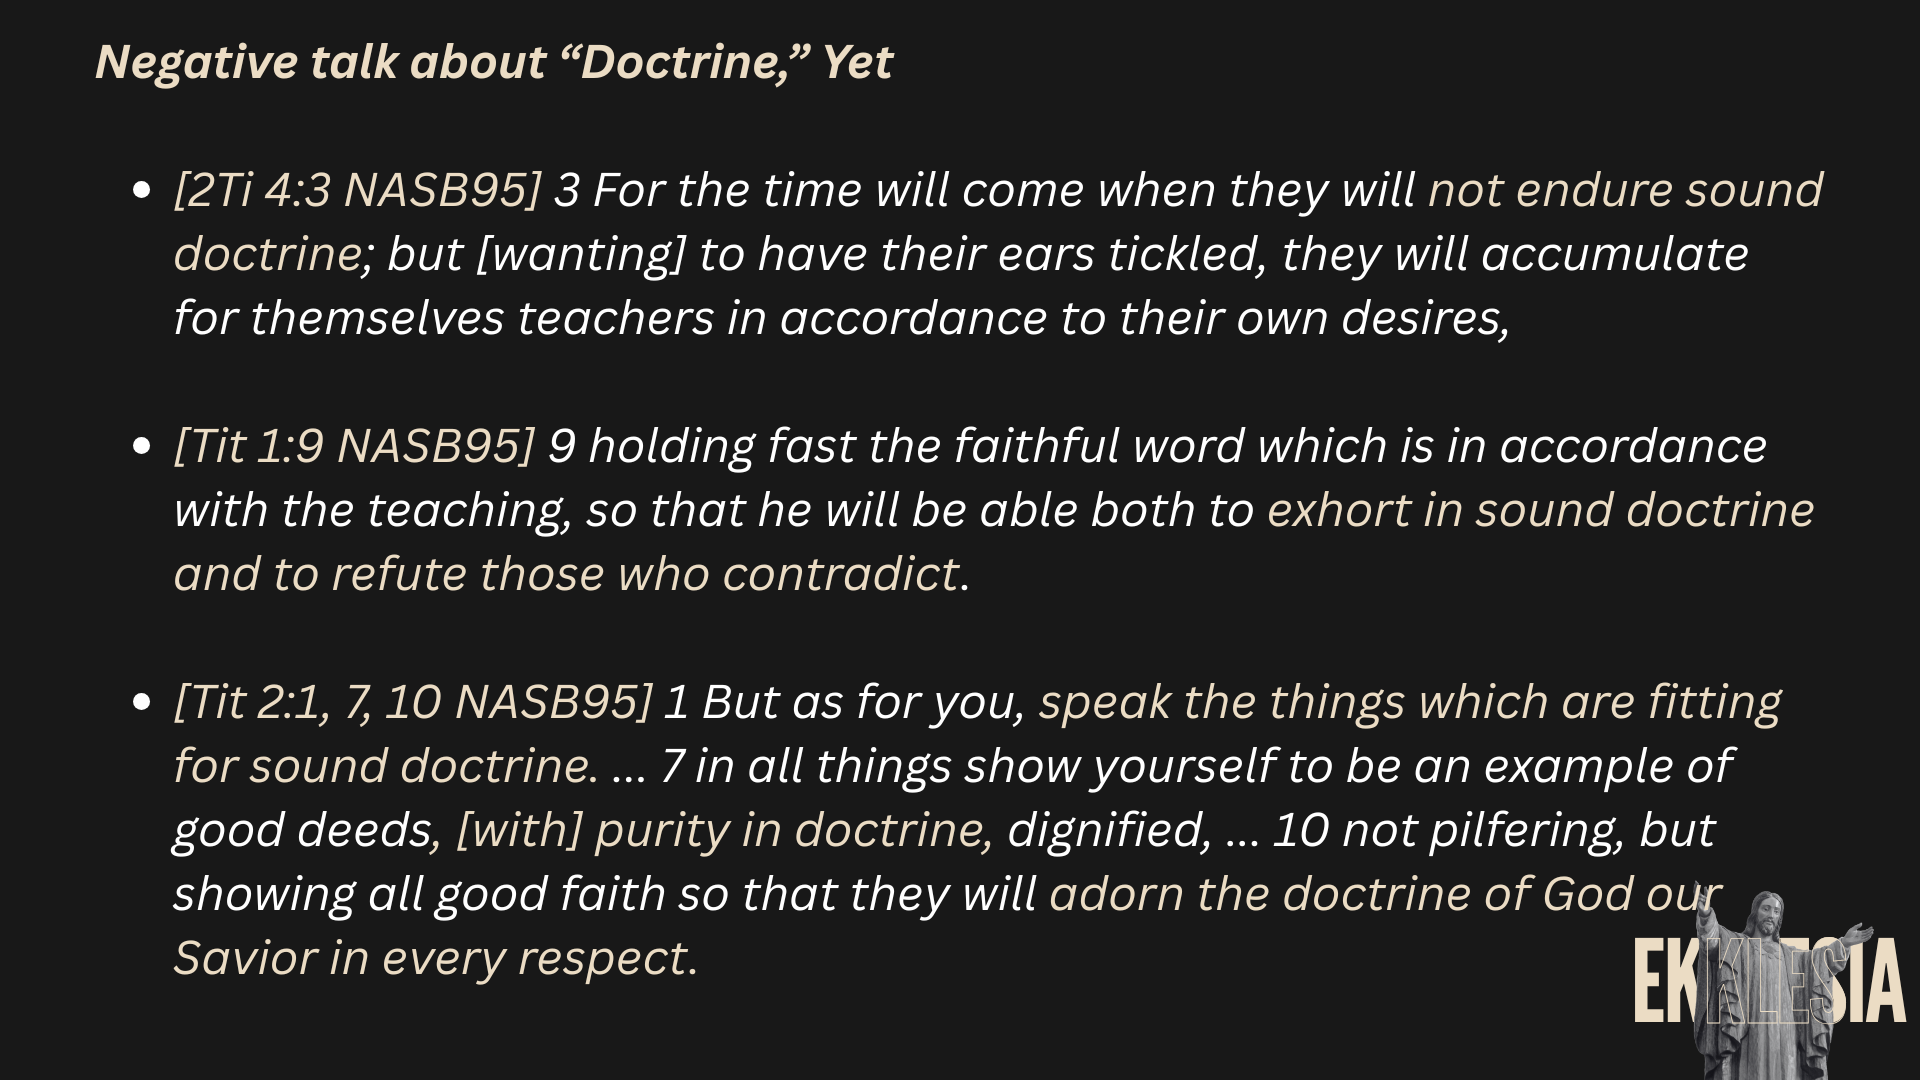 Negative talk about “Doctrine,” Yet
• [2Ti 4:3 NASB95] 3 For the time will come when they will not endure sound
doctrine; but [wanting] to have their ears tickled, they will accumulate
for themselves teachers in accordance to their own desires,
• [Tit 1:9 NASB95] 9 holding fast the faithful word which is in accordance
with the teaching, so that he will be able both to exhort in sound doctrine
and to refute those who contradict.
• [Tit 2:1, 7, 10 NASB95] 1 But as for you, speak the things which are fitting
for sound doctrine. ... 7 in all things show yourself to be an example of
good deeds, [with] purity in doctrine, dignified, ... 10 not pilfering, but
showing all good faith so that they will adorn the doctrine of God our
Savior in every respect.
EKKLESIA